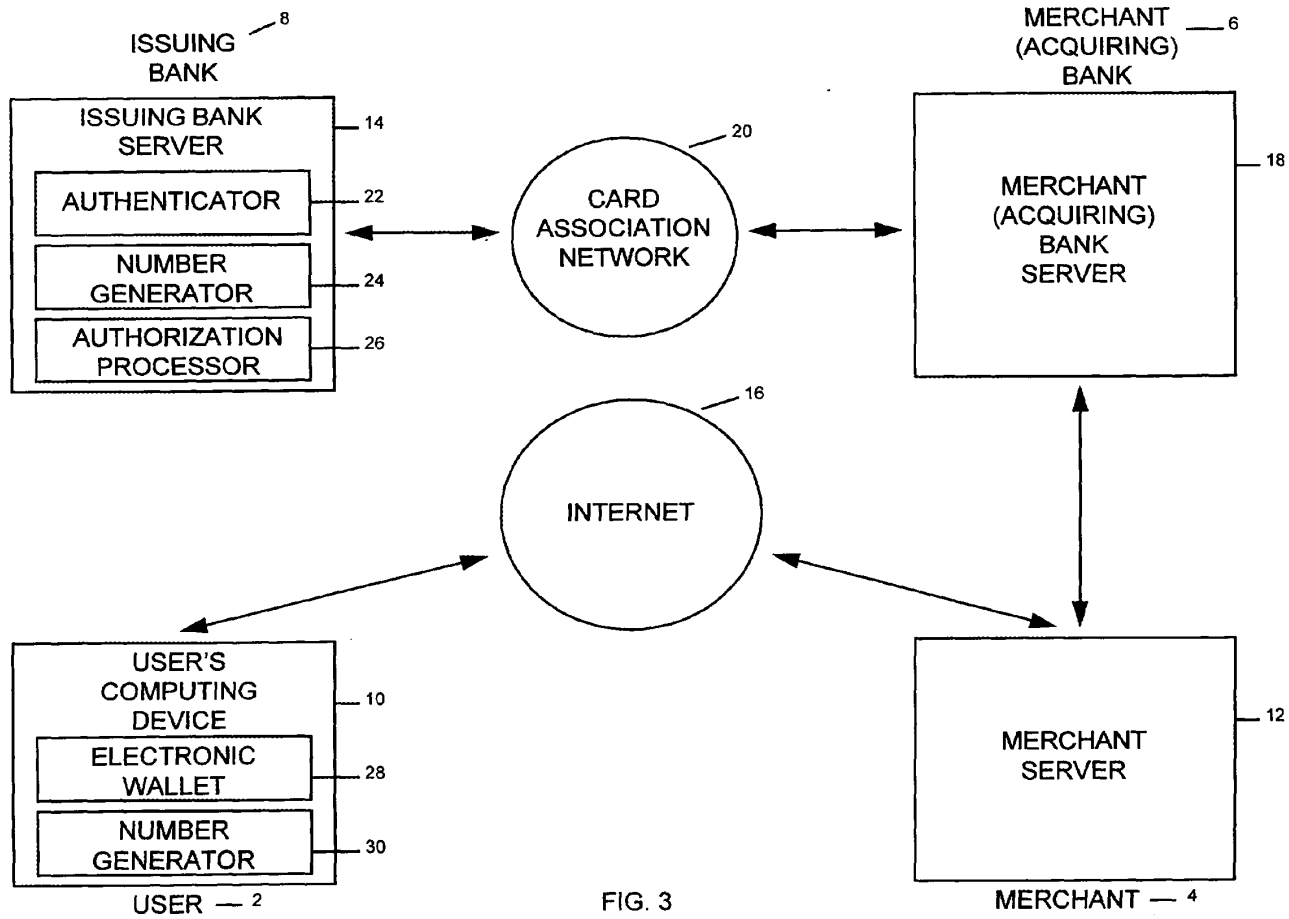 ISSUING
BANK
8
ISSUING BANK
SERVER
14
AUTHENTICATOR
22
NUMBER
GENERATOR
24
AUTHORIZATION
PROCESSOR
26
CARD
ASSOCIATION
NETWORK
20
MERCHANT
(ACQUIRING)
BANK
6
MERCHANT
(ACQUIRING)
BANK
SERVER
18
INTERNET
16
USER'S
COMPUTING
DEVICE
10
ELECTRONIC
WALLET
28
NUMBER
GENERATOR
30
USER
2
MERCHANT
SERVER
12
MERCHANT
4
FIG. 3